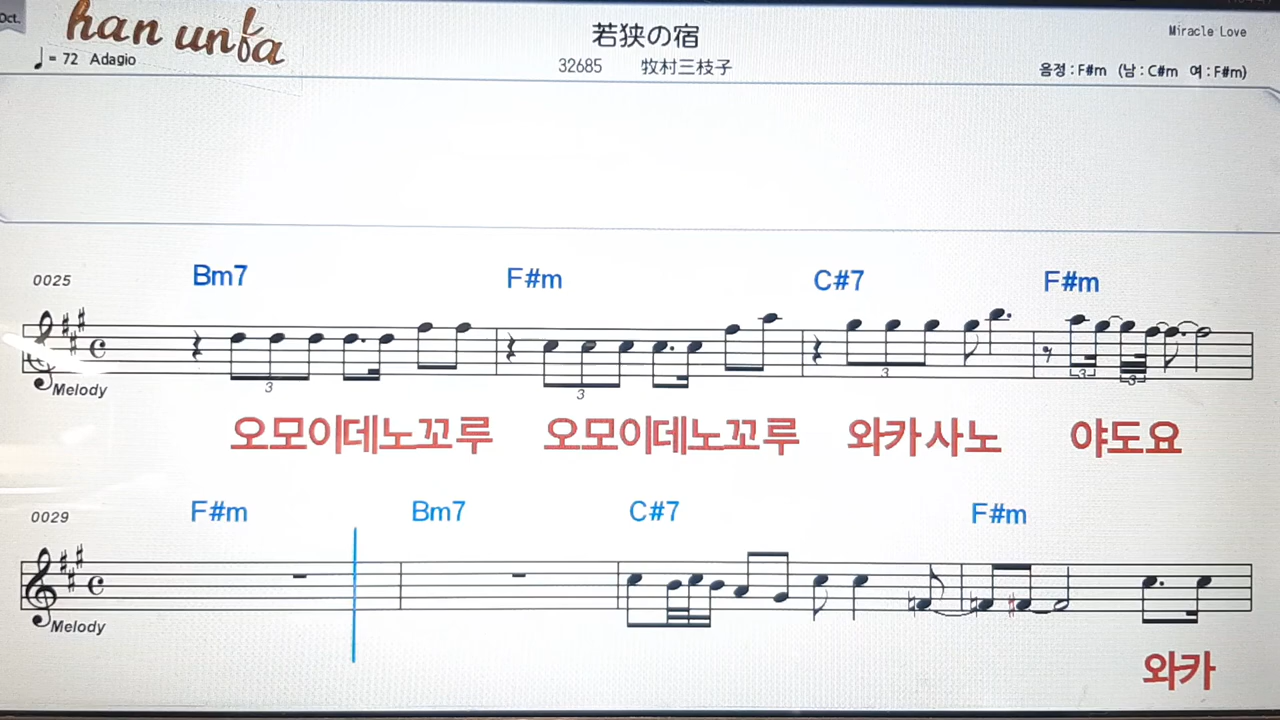 Oct.
han unfa
♩= 72 Adagio
若狭の宿
32685 牧村三枝子
Miracle Love
음정 : F#m (남 : C#m 여 : F#m)
0025 Bm7 F#m C#7 F#m
3 3 3 3 3
Melody
오모이데노꼬루 오모이데노꼬루 와카사노 야도요
0029 F#m Bm7 C#7 F#m
Melody
와카